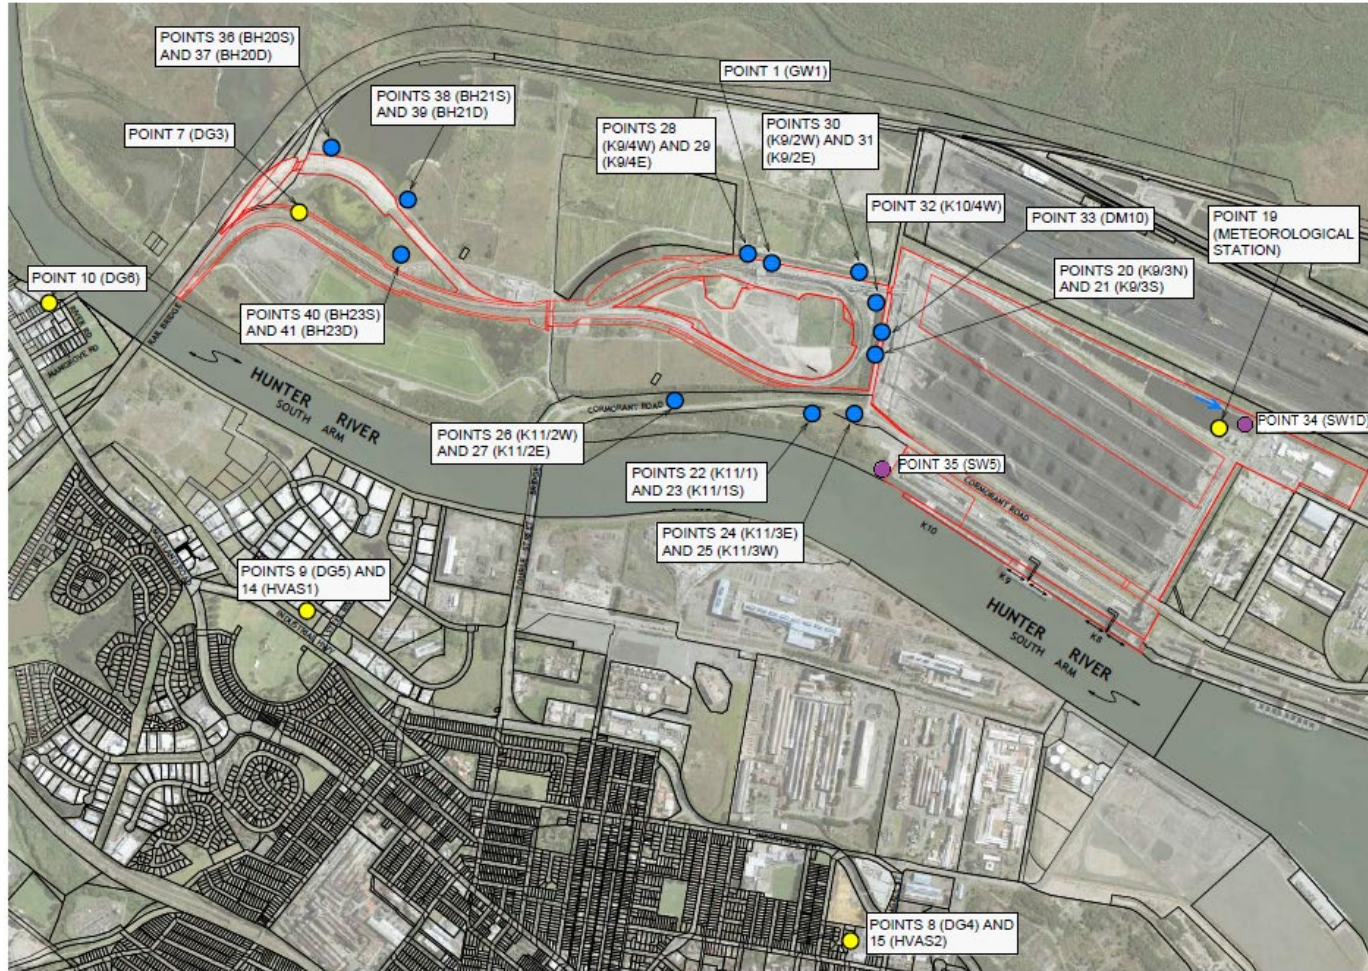 POINTS 36 (BH20S)
AND 37 (BH20D)
POINT 1 (GW1)
POINTS 38 (BH21S)
AND 39 (BH21D)
POINTS 28
(K9/4W) AND 29
(K9/4E)
POINTS 30
(K9/2W) AND 31
(K9/2E)
POINT 7 (DG3)
POINT 32 (K10/4W)
POINT 33 (DM10)
POINT 19
(METEOROLOGICAL
STATION)
POINT 10 (DG6)
POINTS 20 (K9/3N)
AND 21 (K9/3S)
POINTS 40 (BH23S)
AND 41 (BH23D)
MANGROVE RD
HUNTER RIVER
SOUTH ARM
CORMORANT ROAD
POINT 34 (SW1D)
POINTS 26 (K11/2W)
AND 27 (K11/2E)
POINTS 22 (K11/1)
AND 23 (K11/1S)
POINT 35 (SW5)
CORMORANT ROAD
POINTS 24 (K11/3E)
AND 25 (K11/3W)
K10
K9
K8
HUNTER RIVER
SOUTH ARM
POINTS 9 (DG5) AND
14 (HVAS1)
INDUSTRIAL
POINTS 8 (DG4) AND
15 (HVAS2)